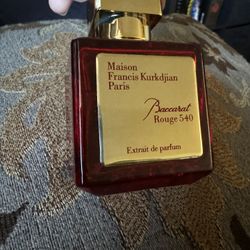 Maison
Francis Kurkdjian
Paris
Baccarat
Rouge 540
Extrait de parfum